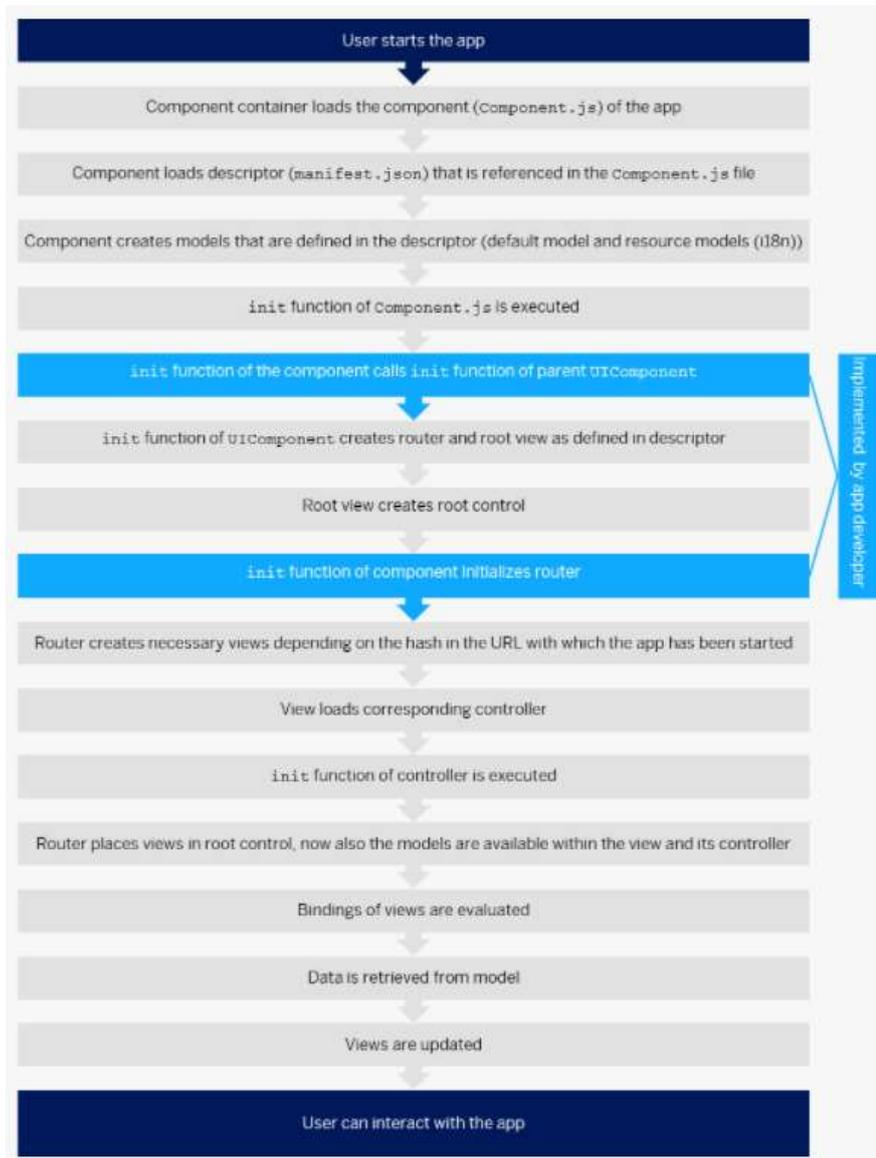 User starts the app
Component container loads the component (Component.js) of the app
Component loads descriptor (manifest.json) that is referenced in the Component.js file
Component creates models that are defined in the descriptor (default model and resource models (i18n))
init function of Component.js is executed
init function of the component calls init function of parent UIComponent
init function of UIComponent creates router and root view as defined in descriptor
Root view creates root control
init function of component initializes router
Implemented by app developer
Router creates necessary views depending on the hash in the URL with which the app has been started
View loads corresponding controller
init function of controller is executed
Router places views in root control, now also the models are available within the view and its controller
Bindings of views are evaluated
Data is retrieved from model
Views are updated
User can interact with the app